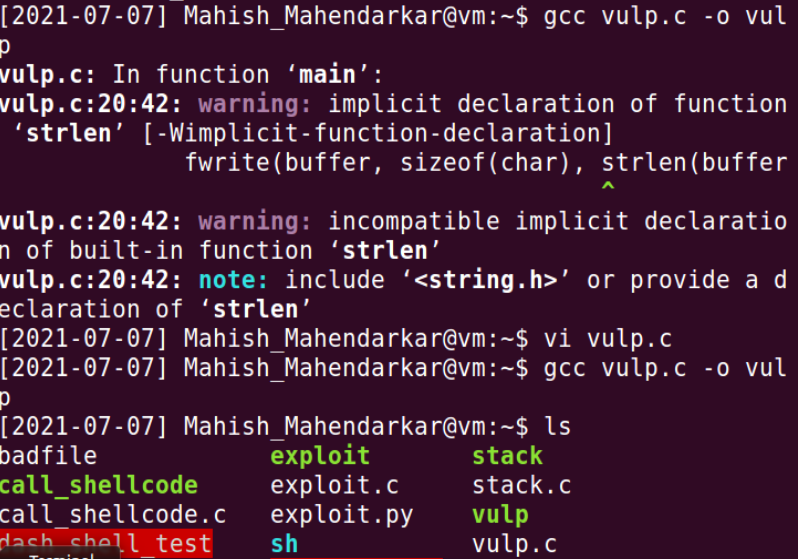 [2021-07-07] Mahish_Mahendarkar@vm:~$ gcc vulp.c -o vul
p
vulp.c: In function ‘main’:
vulp.c:20:42: warning: implicit declaration of function
‘strlen’ [-Wimplicit-function-declaration]
fwrite(buffer, sizeof(char), strlen(buffer
^
vulp.c:20:42: warning: incompatible implicit declaratio
n of built-in function ‘strlen’
vulp.c:20:42: note: include ‘<string.h>’ or provide a d
eclaration of ‘strlen’
[2021-07-07] Mahish_Mahendarkar@vm:~$ vi vulp.c
[2021-07-07] Mahish_Mahendarkar@vm:~$ gcc vulp.c -o vul
p
[2021-07-07] Mahish_Mahendarkar@vm:~$ ls
badfile exploit stack
call_shellcode exploit.c stack.c
call_shellcode.c exploit.py vulp
dash_shell_test sh vulp.c
Terminal